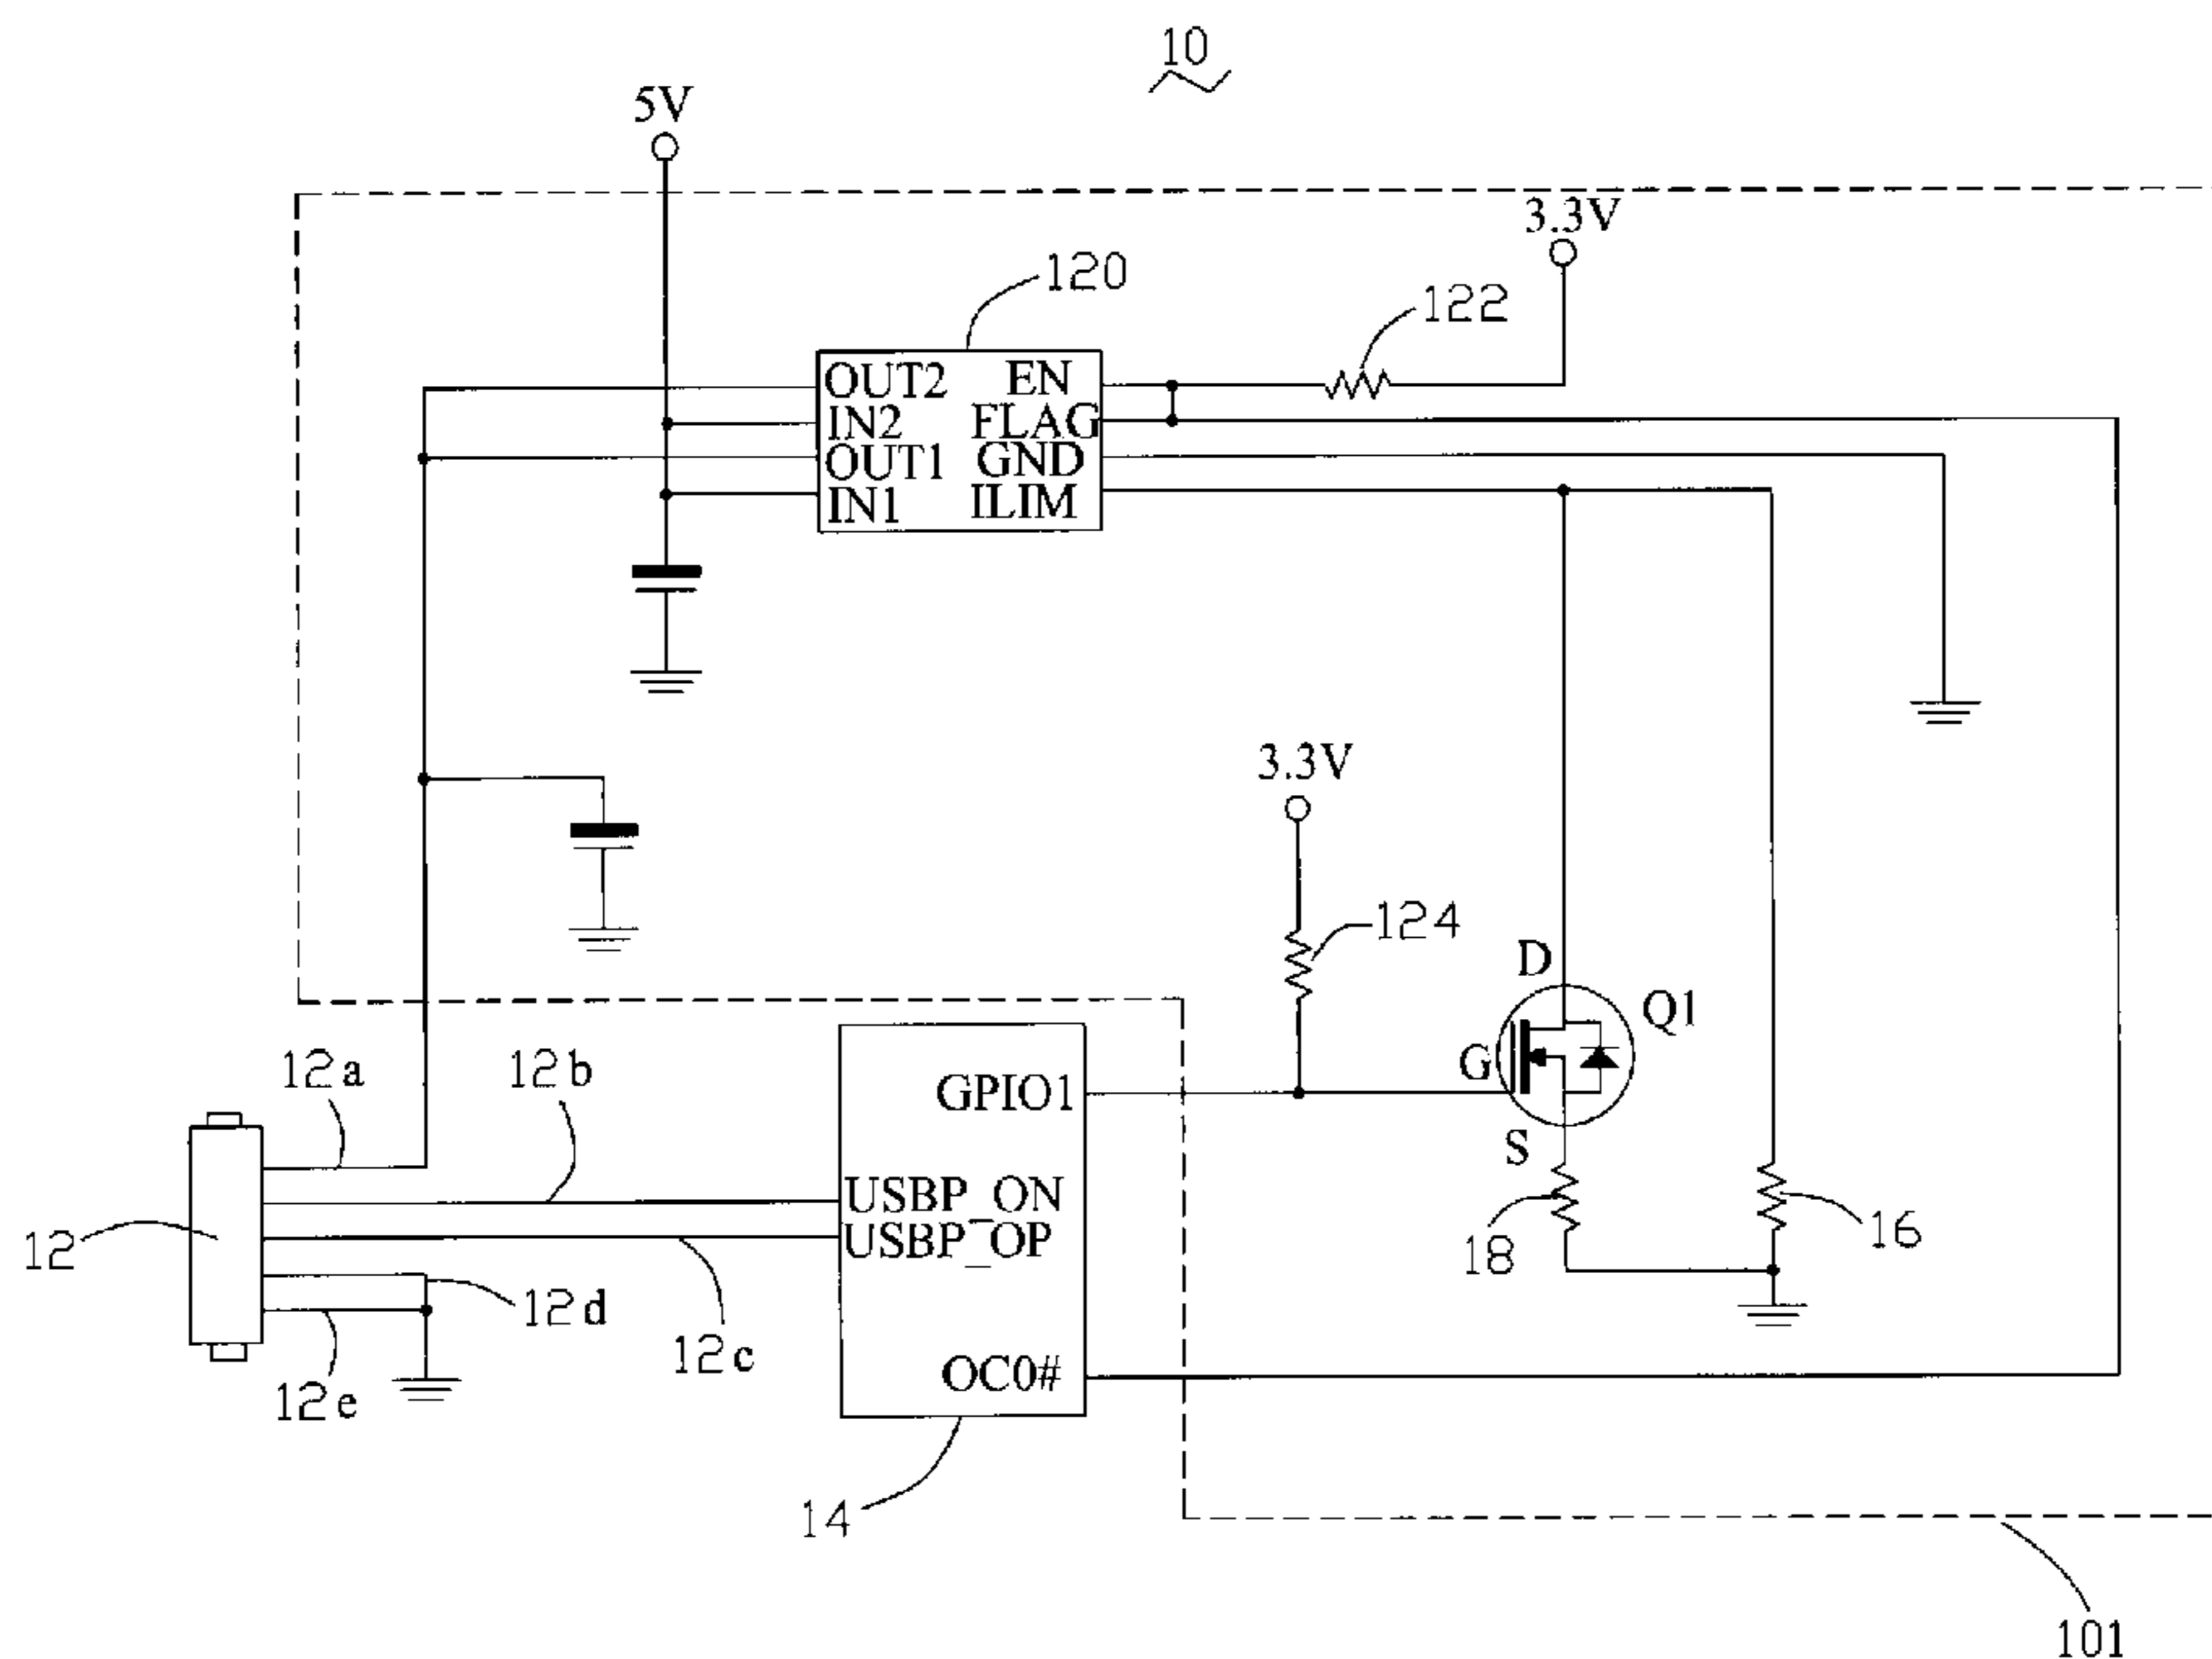 10
5V
3.3V
120
122
OUT2 EN
IN2 FLAG
OUT1 GND
IN1 ILIM
3.3V
124
D
Q1
G
S
12a
12b
GPIO1
USBP_ON
USBP_OP
12
18
16
12d
12c
12e
OC0#
14
101